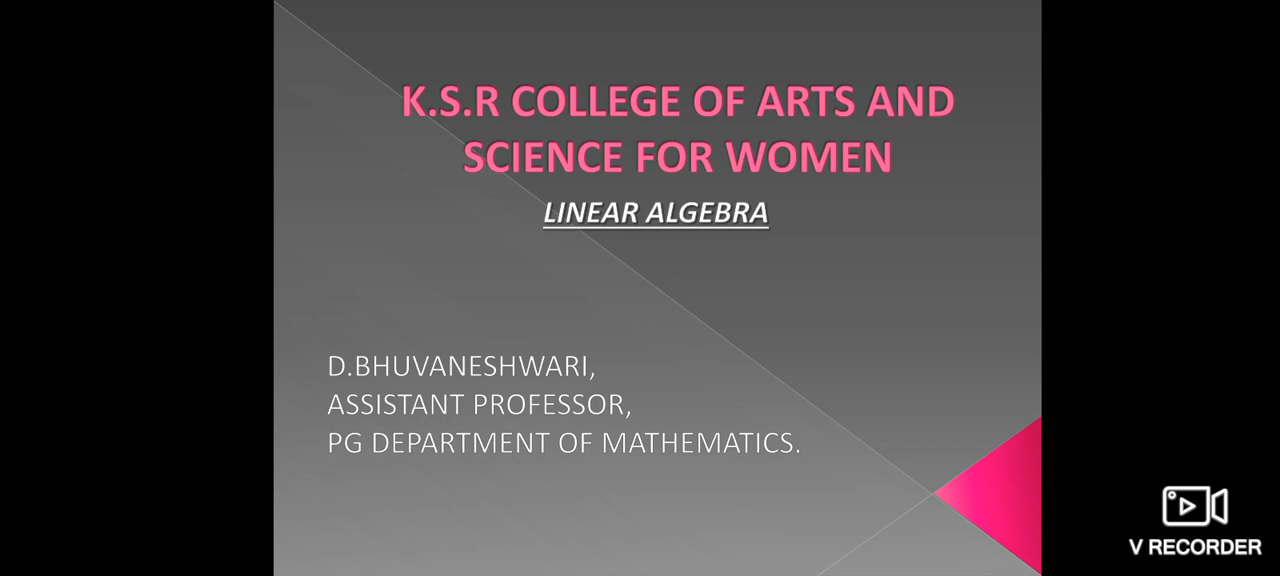 K.S.R COLLEGE OF ARTS AND
SCIENCE FOR WOMEN
LINEAR ALGEBRA
D.BHUVANESHWARI,
ASSISTANT PROFESSOR,
PG DEPARTMENT OF MATHEMATICS.
V RECORDER